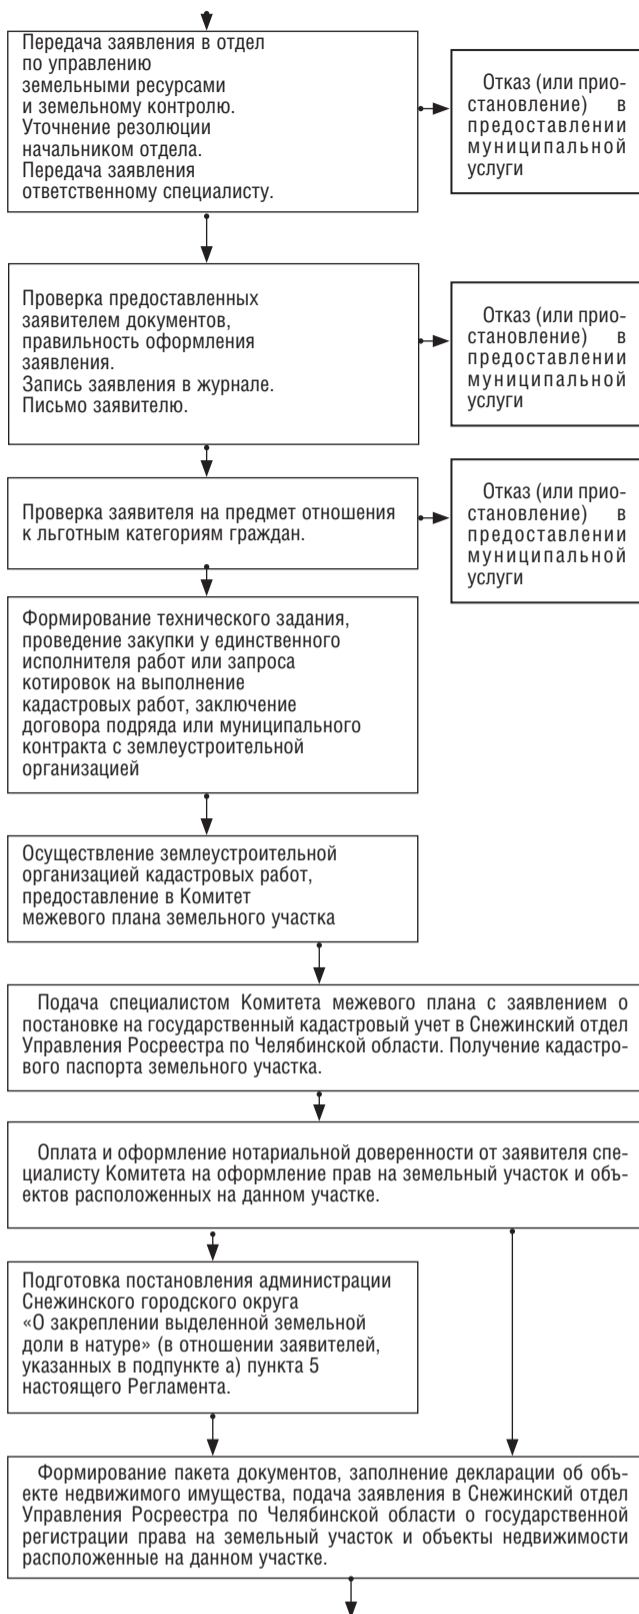 Передача заявления в отдел
по управлению
земельными ресурсами
и земельному контролю.
Уточнение резолюции
начальником отдела.
Передача заявления
ответственному специалисту.
Отказ (или прио-
становление) в
предоставлении
муниципальной
услуги
Проверка предоставленных
заявителем документов,
правильность оформления
заявления.
Запись заявления в журнале.
Письмо заявителю.
Отказ (или прио-
становление) в
предоставлении
муниципальной
услуги
Проверка заявителя на предмет отношения
к льготным категориям граждан.
Отказ (или прио-
становление) в
предоставлении
муниципальной
услуги
Формирование технического задания,
проведение закупки у единственного
исполнителя работ или запроса
котировок на выполнение
кадастровых работ, заключение
договора подряда или муниципального
контракта с землеустроительной
организацией
Осуществление землеустроительной
организацией кадастровых работ,
предоставление в Комитет
межевого плана земельного участка
Подача специалистом Комитета межевого плана с заявлением о
постановке на государственный кадастровый учет в Снежинский отдел
Управления Росреестра по Челябинской области. Получение кадастро-
вого паспорта земельного участка.
Оплата и оформление нотариальной доверенности от заявителя спе-
циалисту Комитета на оформление прав на земельный участок и объ-
ектов расположенных на данном участке.
Подготовка постановления администрации
Снежинского городского округа
«О закреплении выделенной земельной
доли в натуре» (в отношении заявителей,
указанных в подпункте а) пункта 5
настоящего Регламента.
Формирование пакета документов, заполнение декларации об объ-
екте недвижимого имущества, подача заявления в Снежинский отдел
Управления Росреестра по Челябинской области о государственной
регистрации права на земельный участок и объекты недвижимости
расположенные на данном участке.